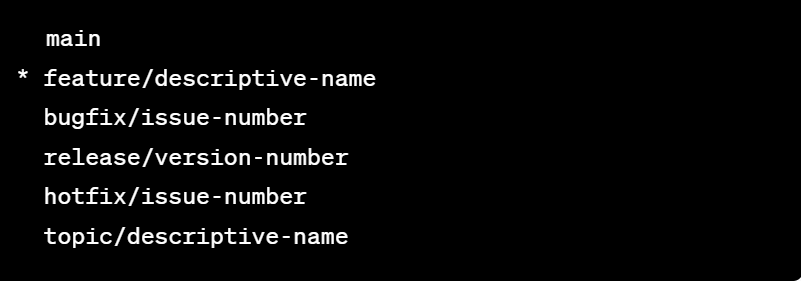 main
* feature/descriptive-name
bugfix/issue-number
release/version-number
hotfix/issue-number
topic/descriptive-name